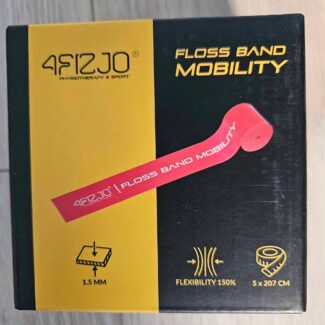 4FIZJO®
PHYSIOTHERAPY & SPORT
FLOSS BAND
MOBILITY
4FIZJO | FLOSS BAND MOBILITY
1.5 MM
FLEXIBILITY 150%
5 x 207 CM